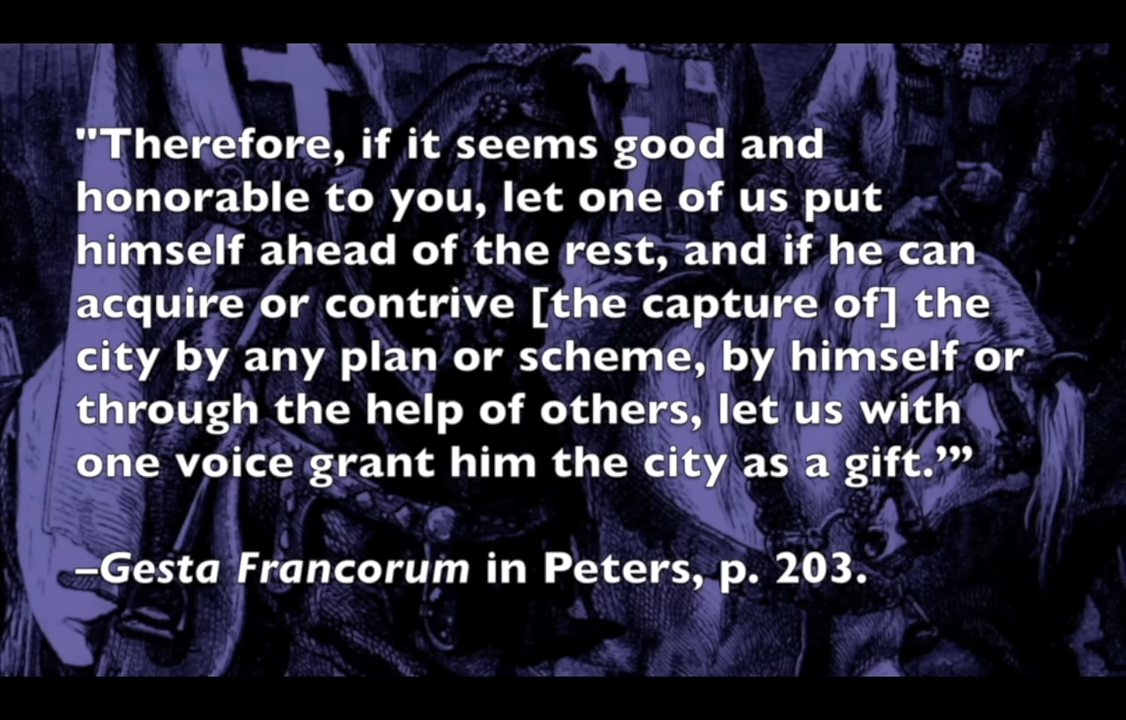 "Therefore, if it seems good and
honorable to you, let one of us put
himself ahead of the rest, and if he can
acquire or contrive [the capture of] the
city by any plan or scheme, by himself or
through the help of others, let us with
one voice grant him the city as a gift.’”
–Gesta Francorum in Peters, p. 203.